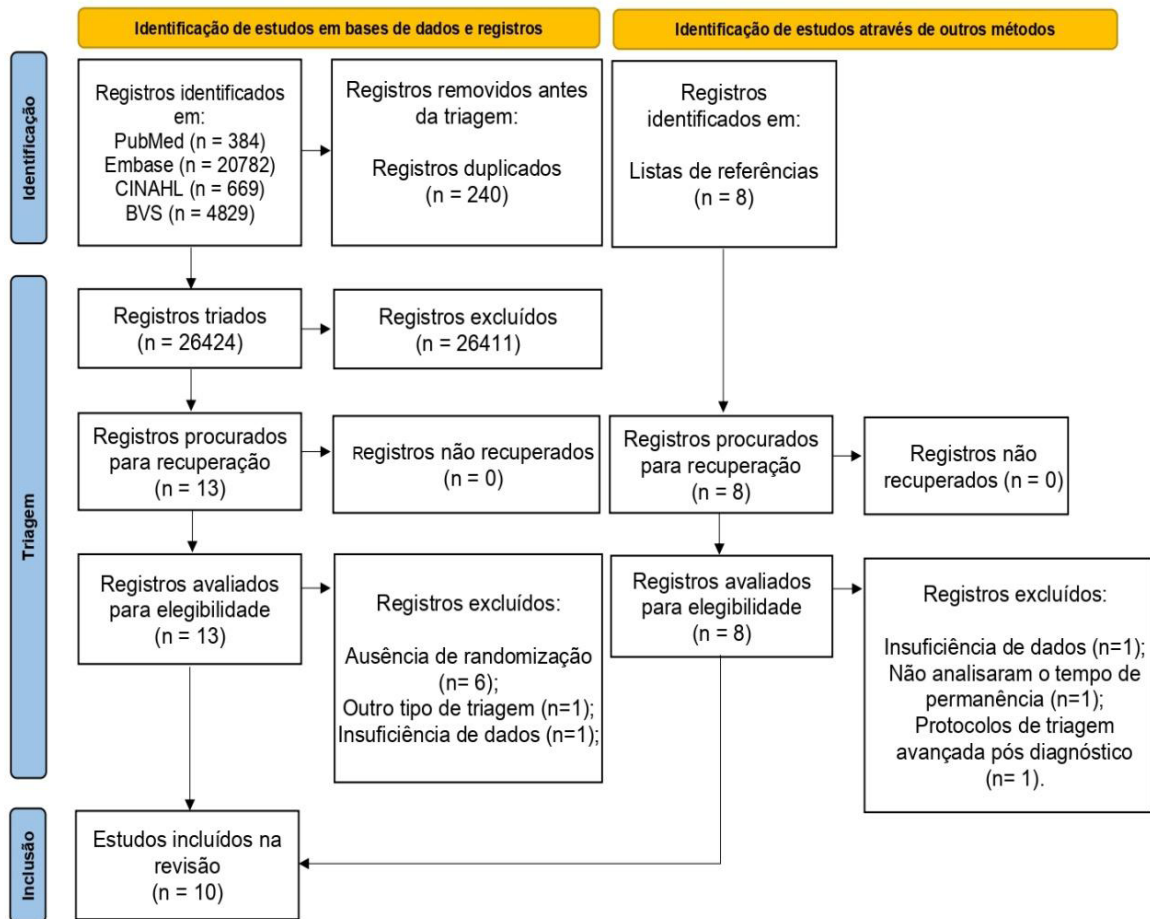 Identificação de estudos em bases de dados e registros
Identificação de estudos através de outros métodos
Identificação
Registros identificados
em:
PubMed (n = 384)
Embase (n = 20782)
CINAHL (n = 669)
BVS (n = 4829)
Registros removidos antes
da triagem:
Registros duplicados
(n = 240)
Registros
identificados em:
Listas de referências
(n = 8)
Triagem
Registros triados
(n = 26424)
Registros excluídos
(n = 26411)
Registros procurados
para recuperação
(n = 13)
Registros não recuperados
(n = 0)
Registros procurados
para recuperação
(n = 8)
Registros não
recuperados (n = 0)
Registros avaliados
para elegibilidade
(n = 13)
Registros excluídos:
Ausência de randomização
(n= 6);
Outro tipo de triagem (n=1);
Insuficiência de dados (n=1);
Registros avaliados
para elegibilidade
(n = 8)
Registros excluídos:
Insuficiência de dados (n=1);
Não analisaram o tempo de
permanência (n=1);
Protocolos de triagem
avançada pós diagnóstico
(n= 1).
Inclusão
Estudos incluídos na
revisão
(n = 10)